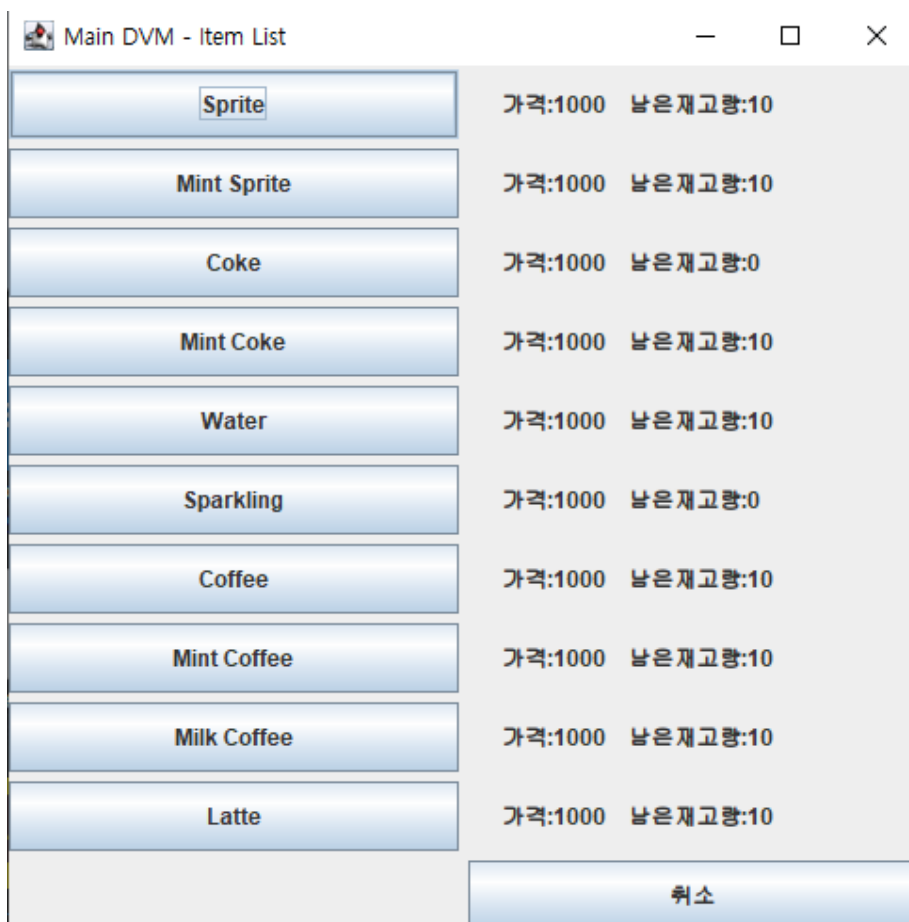 Main DVM - Item List
Sprite 가격:1000 남은재고량:10
Mint Sprite 가격:1000 남은재고량:10
Coke 가격:1000 남은재고량:0
Mint Coke 가격:1000 남은재고량:10
Water 가격:1000 남은재고량:10
Sparkling 가격:1000 남은재고량:0
Coffee 가격:1000 남은재고량:10
Mint Coffee 가격:1000 남은재고량:10
Milk Coffee 가격:1000 남은재고량:10
Latte 가격:1000 남은재고량:10
취소